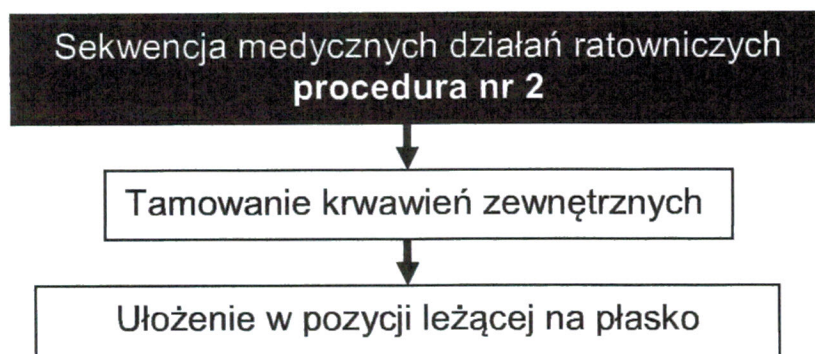 Sekwencja medycznych działań ratowniczych
procedura nr 2
Tamowanie krwawień zewnętrznych
Ułożenie w pozycji leżącej na płasko